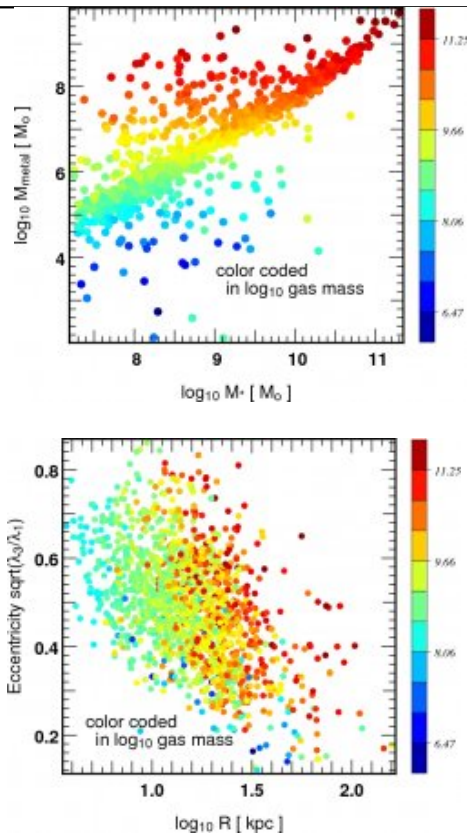 8
6
4
log₁₀ M_metal [ M_o ]
color coded
in log₁₀ gas mass
8 9 10 11
log₁₀ M* [ M_o ]
11.25
9.66
8.06
6.47
0.8
0.6
0.4
0.2
Eccentricity sqrt(λ₃/λ₁)
color coded
in log₁₀ gas mass
1.0 1.5 2.0
log₁₀ R [ kpc ]
11.25
9.66
8.06
6.47